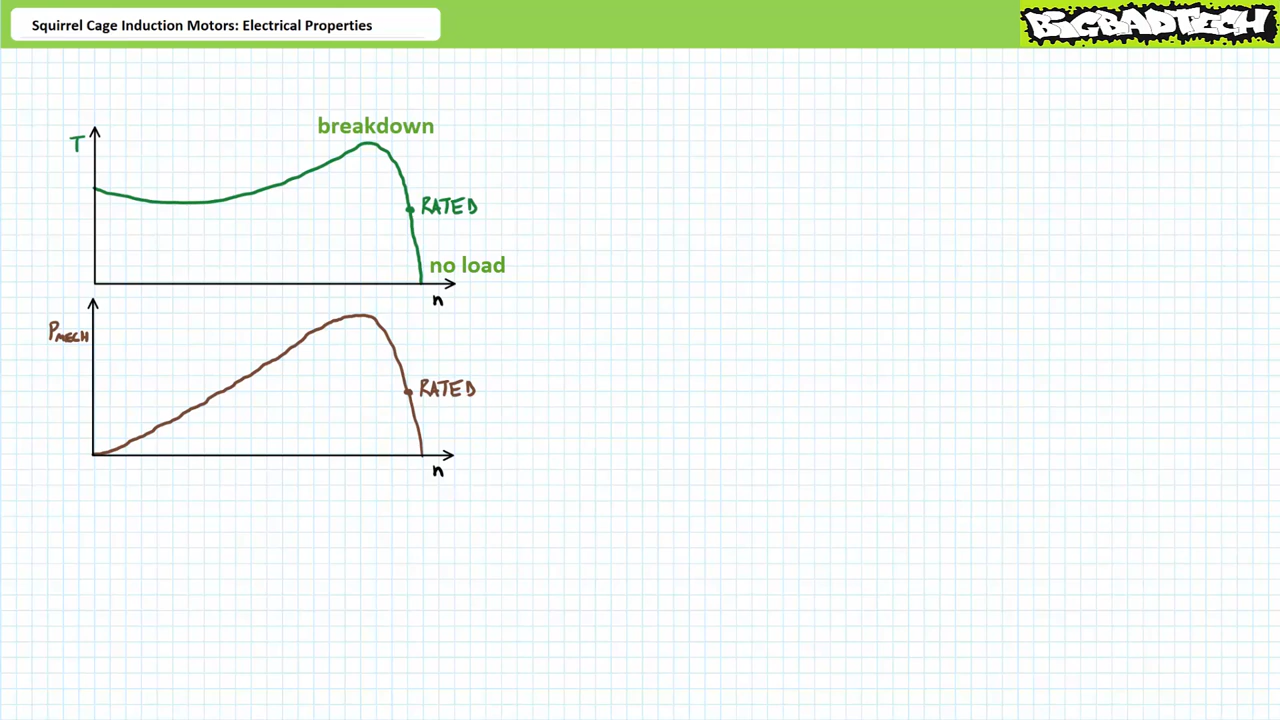 Squirrel Cage Induction Motors: Electrical Properties
BIGBADTECH
breakdown
T
RATED
no load
n
PMECH
RATED
n